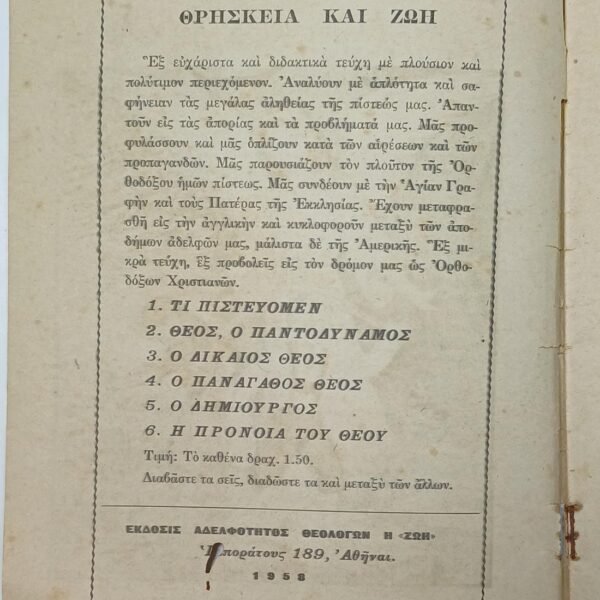 ΘΡΗΣΚΕΙΑ ΚΑΙ ΖΩΗ
Ἓξ εὐχάριστα καὶ διδακτικὰ τεύχη μὲ πλούσιον καὶ
πολύτιμον περιεχόμενον. Ἀναλύουν μὲ ἁπλότητα καὶ σα-
φήνειαν τὰς μεγάλας ἀληθείας τῆς πίστεώς μας. Ἀπαν-
τοῦν εἰς τὰς ἀπορίας καὶ τὰ προβλήματά μας. Μᾶς προ-
φυλάσσουν καὶ μᾶς ὁπλίζουν κατὰ τῶν αἱρέσεων καὶ τῶν
προπαγανδῶν. Μᾶς παρουσιάζουν τὸν πλοῦτον τῆς Ὀρ-
θοδόξου ἡμῶν πίστεως. Μᾶς συνδέουν μὲ τὴν Ἁγίαν Γρα-
φὴν καὶ τοὺς Πατέρας τῆς Ἐκκλησίας. Ἔχουν μεταφρα-
σθῆ εἰς τὴν ἀγγλικὴν καὶ κυκλοφοροῦν μεταξὺ τῶν ἀπο-
δήμων ἀδελφῶν μας, μάλιστα δὲ τῆς Ἀμερικῆς. Ἓξ μι-
κρὰ τεύχη, ἓξ προβολεῖς εἰς τὸν δρόμον μας ὡς Ὀρθο-
δόξων Χριστιανῶν.
1. ΤΙ ΠΙΣΤΕΥΟΜΕΝ
2. ΘΕΟΣ, Ο ΠΑΝΤΟΔΥΝΑΜΟΣ
3. Ο ΔΙΚΑΙΟΣ ΘΕΟΣ
4. Ο ΠΑΝΑΓΑΘΟΣ ΘΕΟΣ
5. Ο ΔΗΜΙΟΥΡΓΟΣ
6. Η ΠΡΟΝΟΙΑ ΤΟΥ ΘΕΟΥ
Τιμή: Τὸ καθένα δραχ. 1.50.
Διαβᾶστε τα σεῖς, διαδῶστε τα καὶ μεταξὺ τῶν ἄλλων.
ΕΚΔΟΣΙΣ ΑΔΕΛΦΟΤΗΤΟΣ ΘΕΟΛΟΓΩΝ Η «ΖΩΗ»
189, Ἀθῆναι.
1958